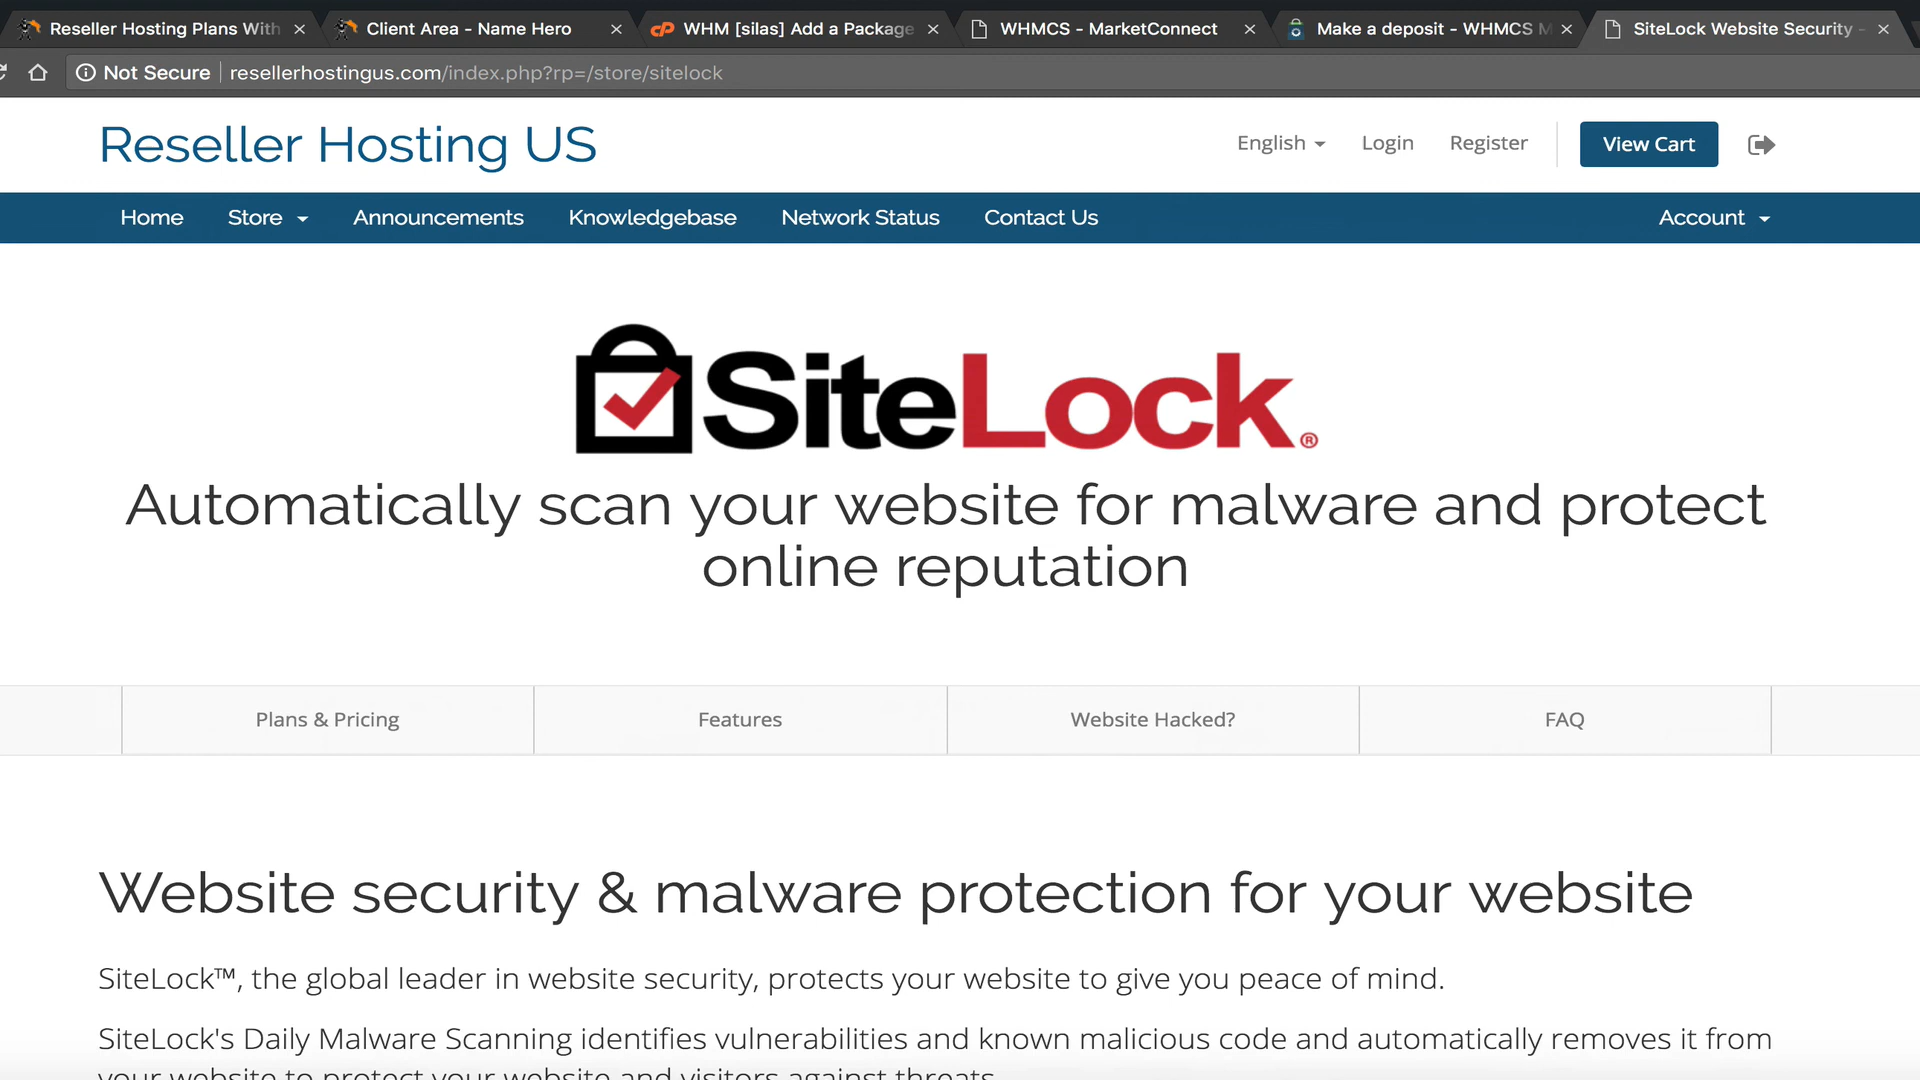 Reseller Hosting Plans With
Client Area - Name Hero
WHM [silas] Add a Package
WHMCS - MarketConnect
Make a deposit - WHMCS M
SiteLock Website Security -
Not Secure
resellerhostingus.com/index.php?rp=/store/sitelock
Reseller Hosting US
English
Login
Register
View Cart
Home
Store
Announcements
Knowledgebase
Network Status
Contact Us
Account
SiteLock®
Automatically scan your website for malware and protect
online reputation
Plans & Pricing
Features
Website Hacked?
FAQ
Website security & malware protection for your website
SiteLock™, the global leader in website security, protects your website to give you peace of mind.
SiteLock's Daily Malware Scanning identifies vulnerabilities and known malicious code and automatically removes it from
your website to protect your website and visitors against threats.